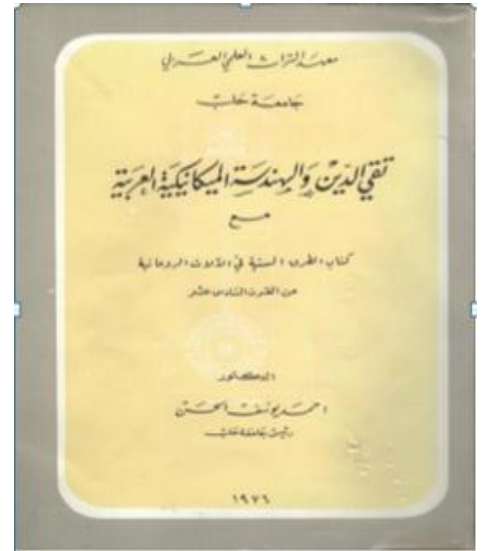 معهد التراث العلمي العربي
جامعة حلب
تقي الدين والهندسة الميكانيكية العربية
مع
كتاب الطرق السنية في الآلات الروحانية
من القرن السادس عشر
الدكتور
احمد يوسف الحسن
رئيس جامعة حلب
١٩٧٦